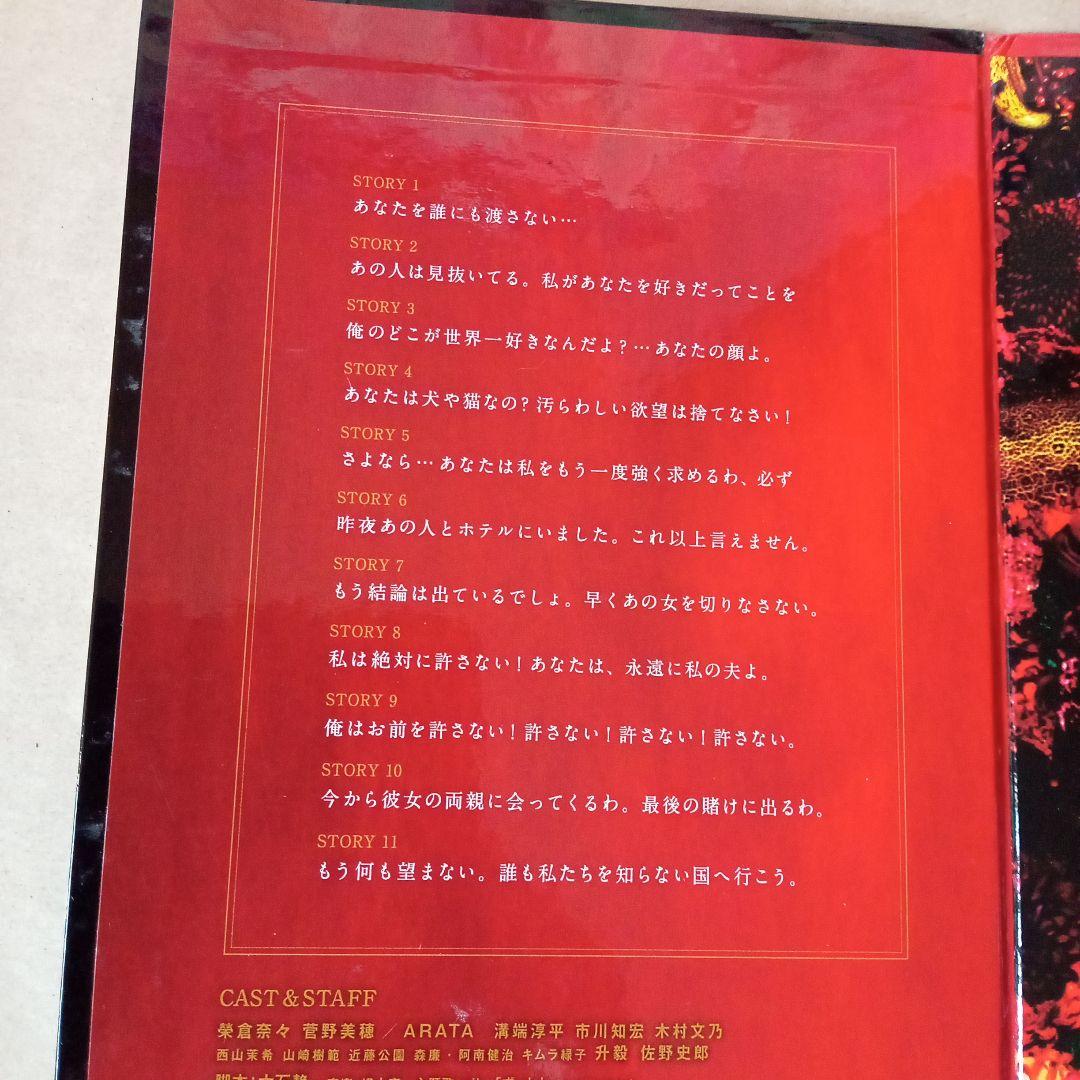 STORY 1
あなたを誰にも渡さない…
STORY 2
あの人は見抜いてる。私があなたを好きだってことを
STORY 3
俺のどこが世界一好きなんだよ?…あなたの顔よ。
STORY 4
あなたは犬や猫なの?汚らわしい欲望は捨てなさい!
STORY 5
さよなら…あなたは私をもう一度強く求めるわ、必ず
STORY 6
昨夜あの人とホテルにいました。これ以上言えません。
STORY 7
もう結論は出ているでしょ。早くあの女を切りなさない。
STORY 8
私は絶対に許さない!あなたは、永遠に私の夫よ。
STORY 9
俺はお前を許さない!許さない!許さない!許さない。
STORY 10
今から彼女の両親に会ってくるわ。最後の賭けに出るわ。
STORY 11
もう何も望まない。誰も私たちを知らない国へ行こう。
CAST & STAFF
榮倉奈々 菅野美穂 / ARATA 溝端淳平 市川知宏 木村文乃
西山茉希 山崎樹範 近藤公園 森廉・阿南健治 キムラ緑子 升毅 佐野史郎
脚本:大石静